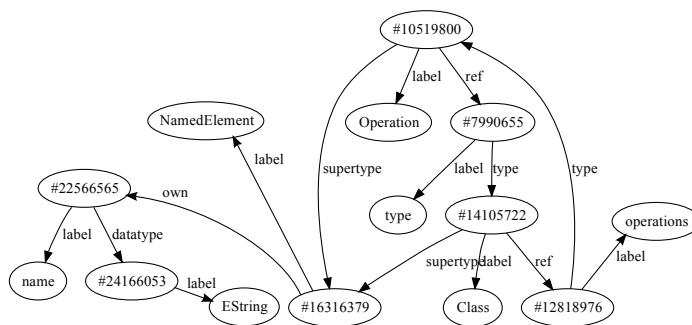 #10519800
label
ref
NamedElement
Operation
#7990655
label
supertype
label
type
type
#22566565
own
type
#14105722
operations
label
datatype
supertype
label
ref
label
name
#24166053
label
EString
#16316379
Class
#12818976